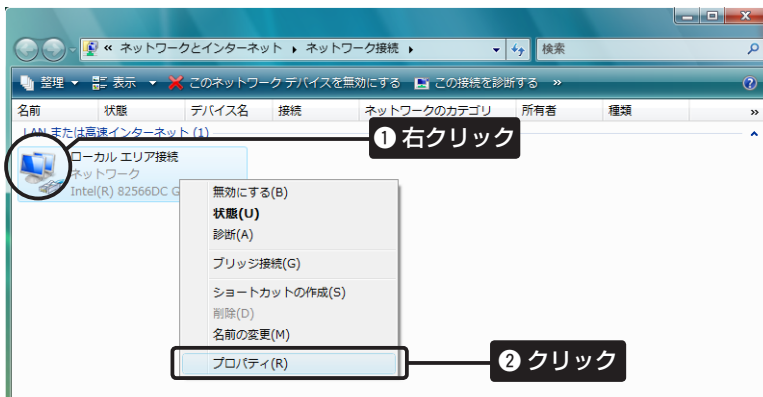 « ネットワークとインターネット ▸ ネットワーク接続 ▸ 検索
整理 表示 このネットワーク デバイスを無効にする この接続を診断する »
名前 状態 デバイス名 接続 ネットワークのカテゴリ 所有者 種類 »
LAN または高速インターネット (1)
① 右クリック
ローカル エリア接続
ネットワーク
Intel(R) 82566DC G
無効にする(B)
状態(U)
診断(A)
ブリッジ接続(G)
ショートカットの作成(S)
削除(D)
名前の変更(M)
プロパティ(R)
② クリック